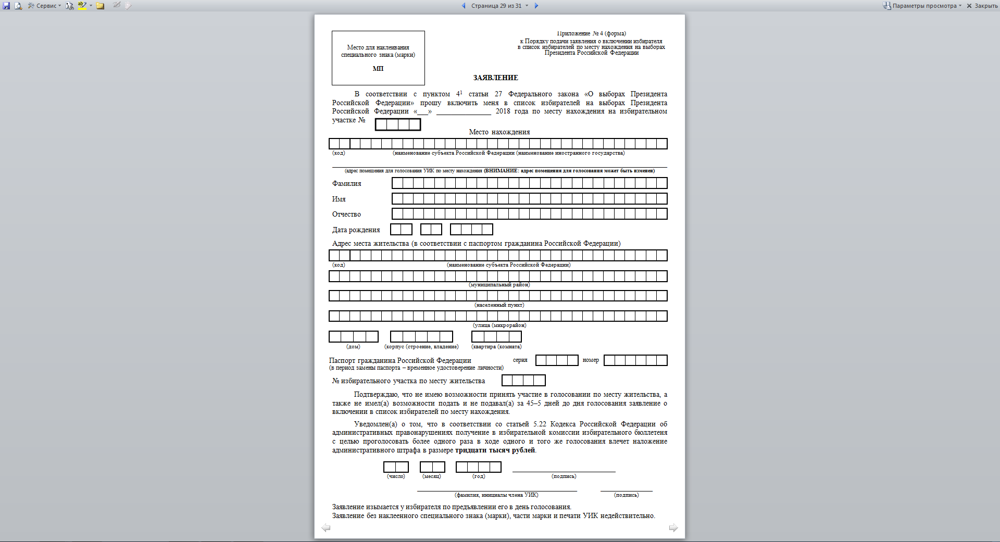 Сервис
Страница 29 из 31
Параметры просмотра
Закрыть
Место для наклеивания
специального знака (марки)
МП
Приложение № 4 (форма)
к Порядку подачи заявления о включении избирателя
в список избирателей по месту нахождения на выборах
Президента Российской Федерации
ЗАЯВЛЕНИЕ
В соответствии с пунктом 4¹ статьи 27 Федерального закона «О выборах Президента
Российской Федерации» прошу включить меня в список избирателей на выборах Президента
Российской Федерации «___» _______________ 2018 года по месту нахождения на избирательном
участке №
Место нахождения
(код) (наименование субъекта Российской Федерации (наименование иностранного государства)
(адрес помещения для голосования УИК по месту нахождения (ВНИМАНИЕ: адрес помещения для голосования может быть изменен)
Фамилия
Имя
Отчество
Дата рождения
Адрес места жительства (в соответствии с паспортом гражданина Российской Федерации)
(код) (наименование субъекта Российской Федерации)
(муниципальный район)
(населенный пункт)
(улица (микрорайон)
(дом) (корпус (строение, владение) (квартира (комната)
Паспорт гражданина Российской Федерации серия номер
(в период замены паспорта – временное удостоверение личности)
№ избирательного участка по месту жительства
Подтверждаю, что не имею возможности принять участие в голосовании по месту жительства, а
также не имел(а) возможности подать и не подавал(а) за 45–5 дней до дня голосования заявление о
включении в список избирателей по месту нахождения.
Уведомлен(а) о том, что в соответствии со статьей 5.22 Кодекса Российской Федерации об
административных правонарушениях получение в избирательной комиссии избирательного бюллетеня
с целью проголосовать более одного раза в ходе одного и того же голосования влечет наложение
административного штрафа в размере тридцати тысяч рублей.
(число) (месяц) (год) (подпись)
(фамилия, инициалы члена УИК) (подпись)
Заявление изымается у избирателя по предъявлении его в день голосования.
Заявление без наклеенного специального знака (марки), части марки и печати УИК недействительно.